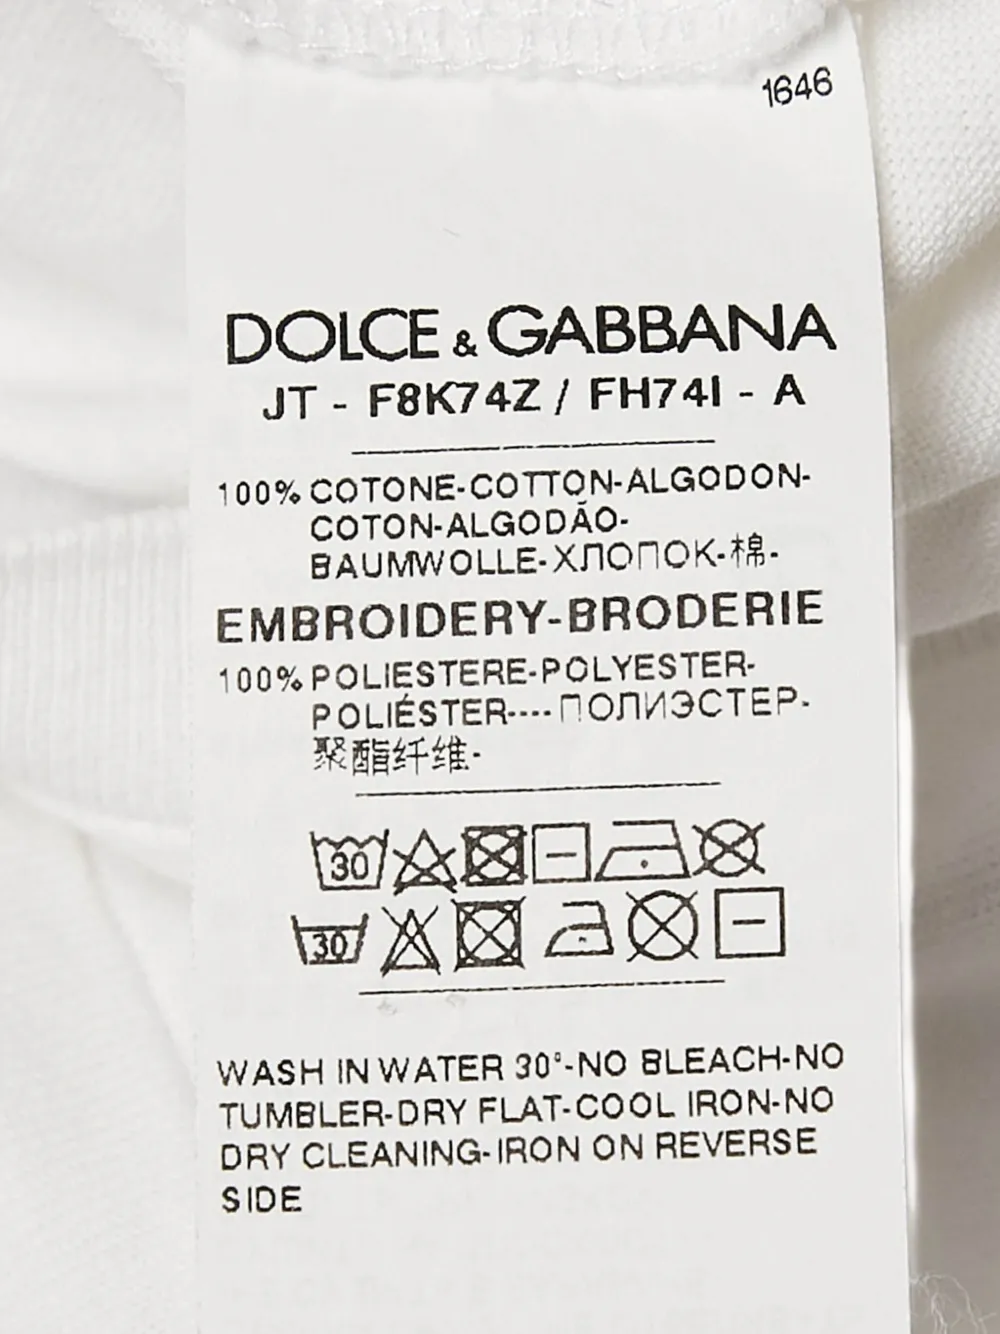 1646
DOLCE & GABBANA
JT - F8K74Z / FH74I - A
100% COTONE-COTTON-ALGODON-
COTON-ALGODÃO-
BAUMWOLLE-ХЛОПОК-棉-
EMBROIDERY-BRODERIE
100% POLIESTERE-POLYESTER-
POLIÉSTER----ПОЛИЭСТЕР-
聚酯纤维-
30
30
WASH IN WATER 30°-NO BLEACH-NO
TUMBLER-DRY FLAT-COOL IRON-NO
DRY CLEANING-IRON ON REVERSE
SIDE